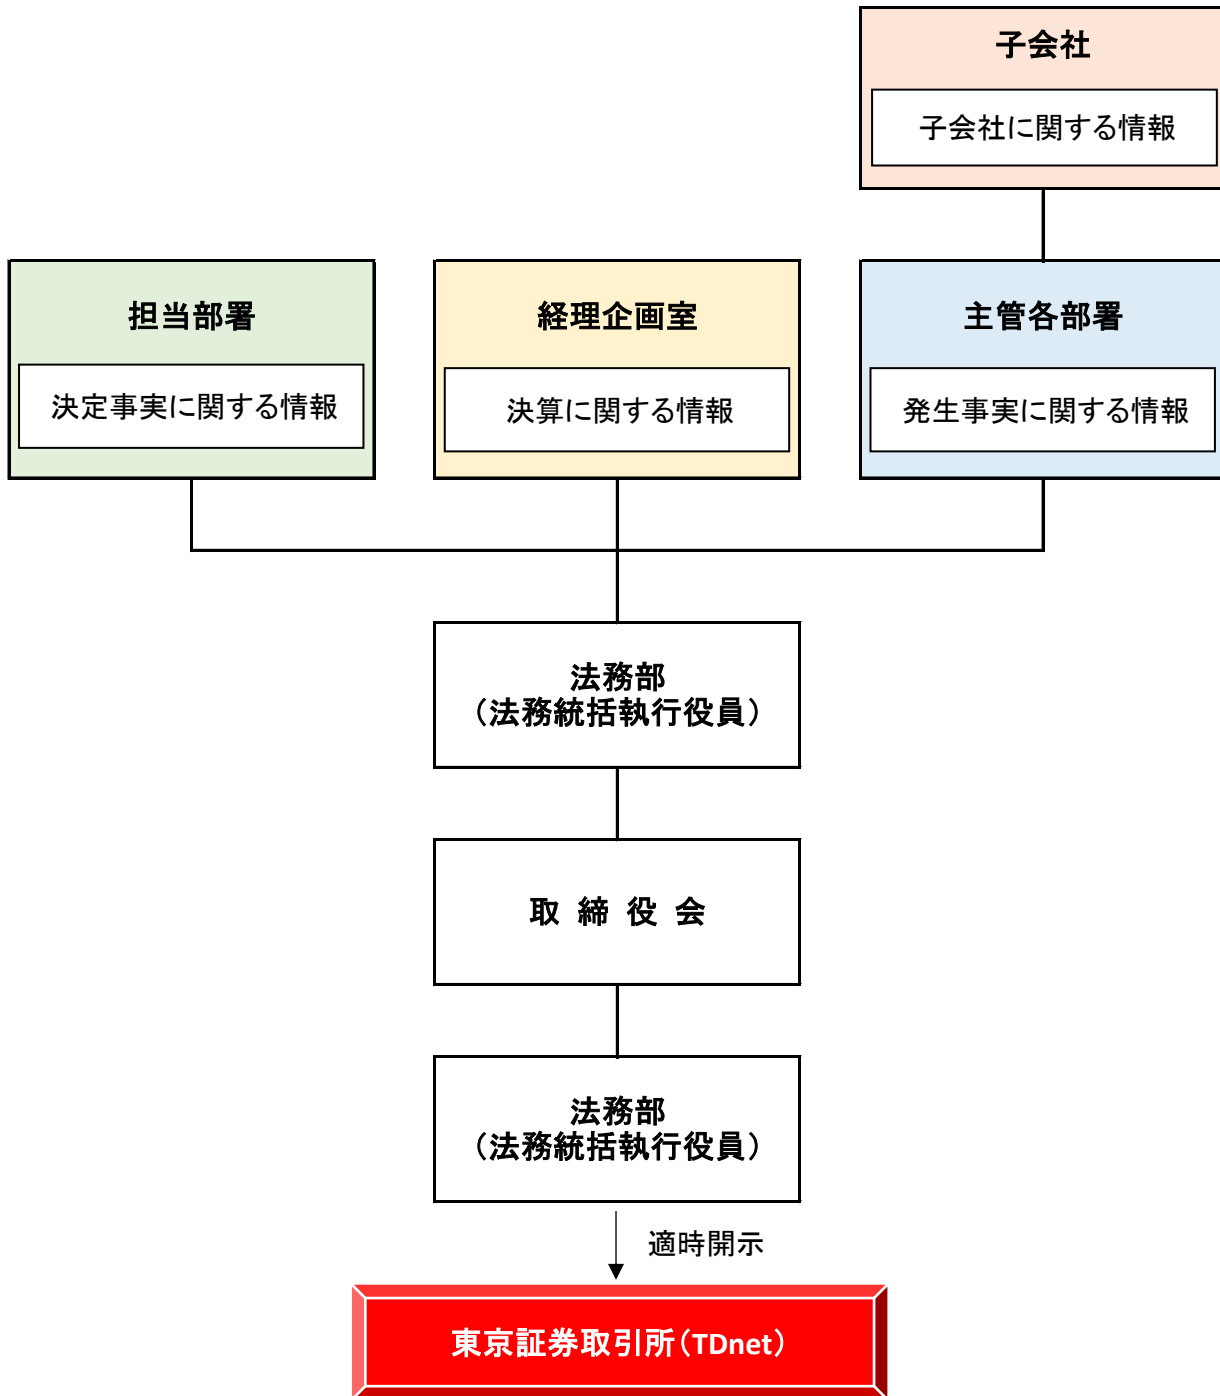 子会社
子会社に関する情報
担当部署
決定事実に関する情報
経理企画室
決算に関する情報
主管各部署
発生事実に関する情報
法務部
（法務統括執行役員）
取 締 役 会
法務部
（法務統括執行役員）
適時開示
東京証券取引所（TDnet）